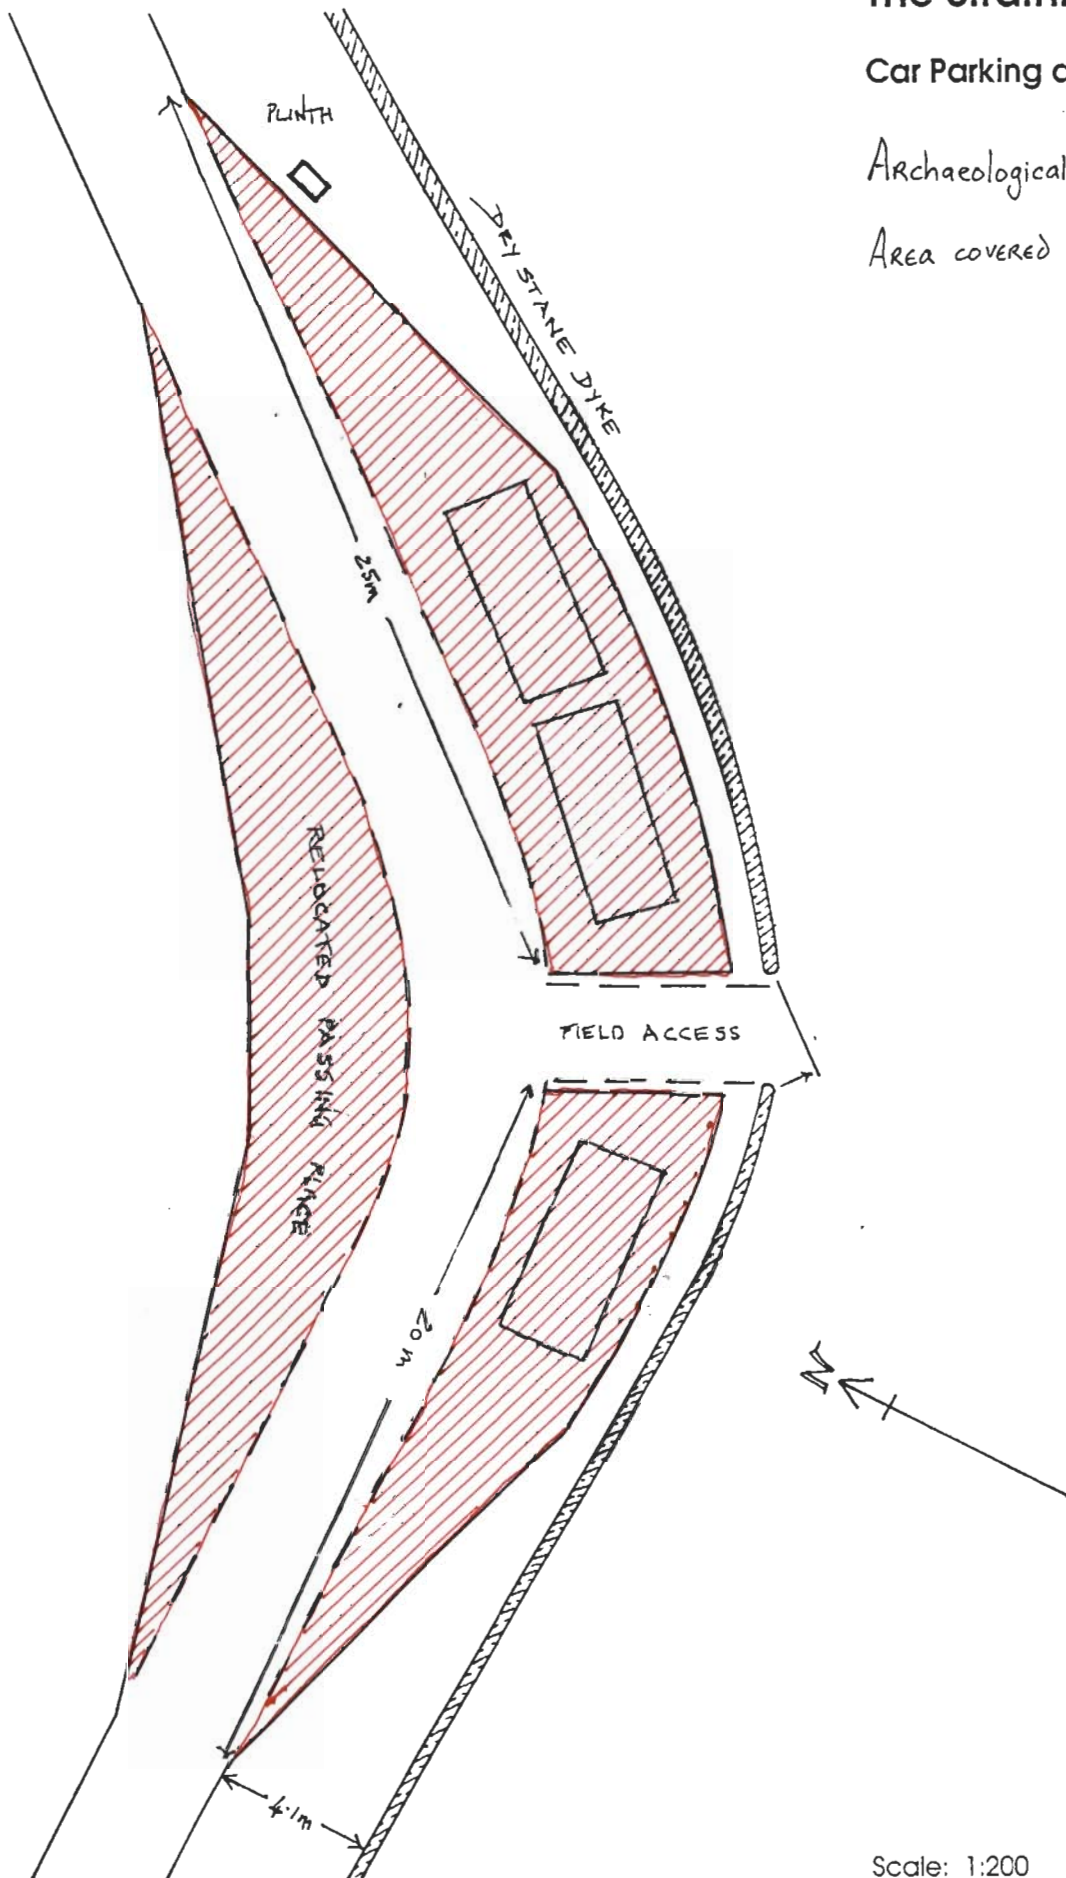 Car Parking
Archaeological
Area covered
PLINTH
DRY STANE DYKE
25m
RELOCATED PASSING PLACE
FIELD ACCESS
20m
N
4.1m
Scale: 1:200